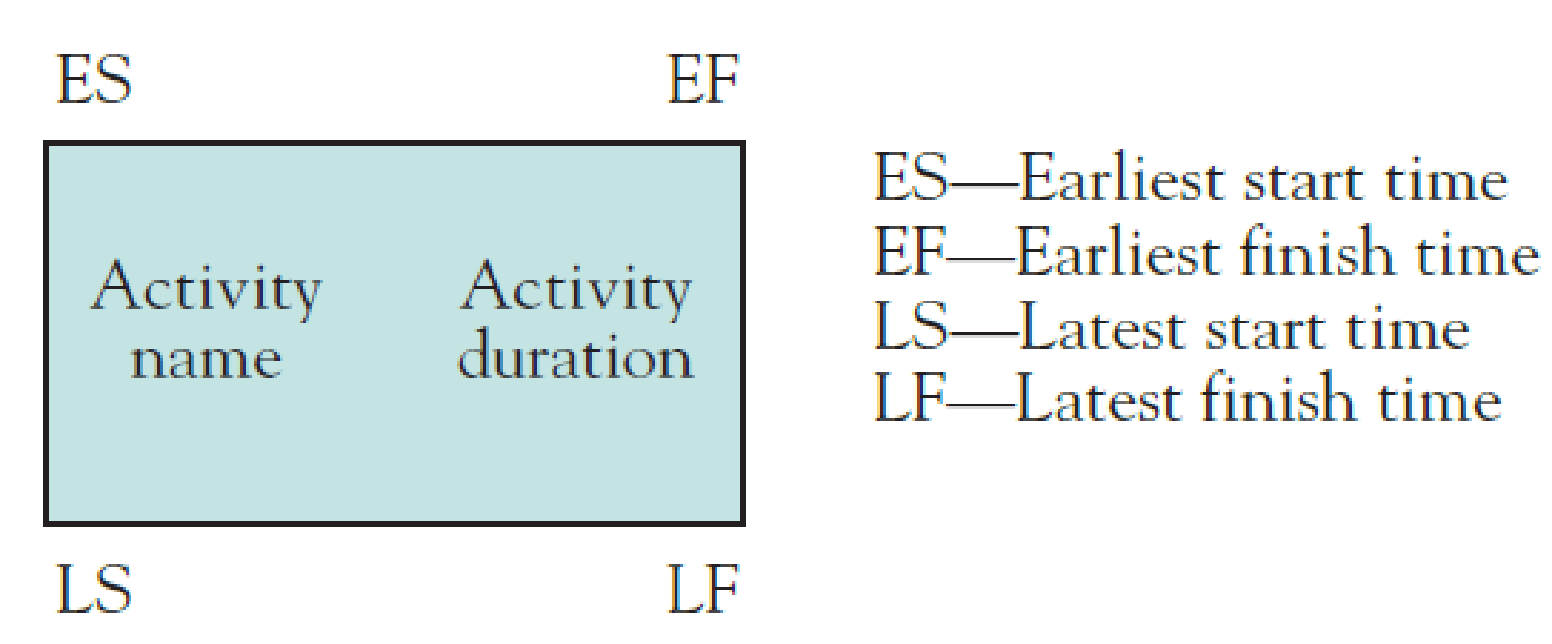 ES EF
Activity Activity
name duration
LS LF
ES—Earliest start time
EF—Earliest finish time
LS—Latest start time
LF—Latest finish time